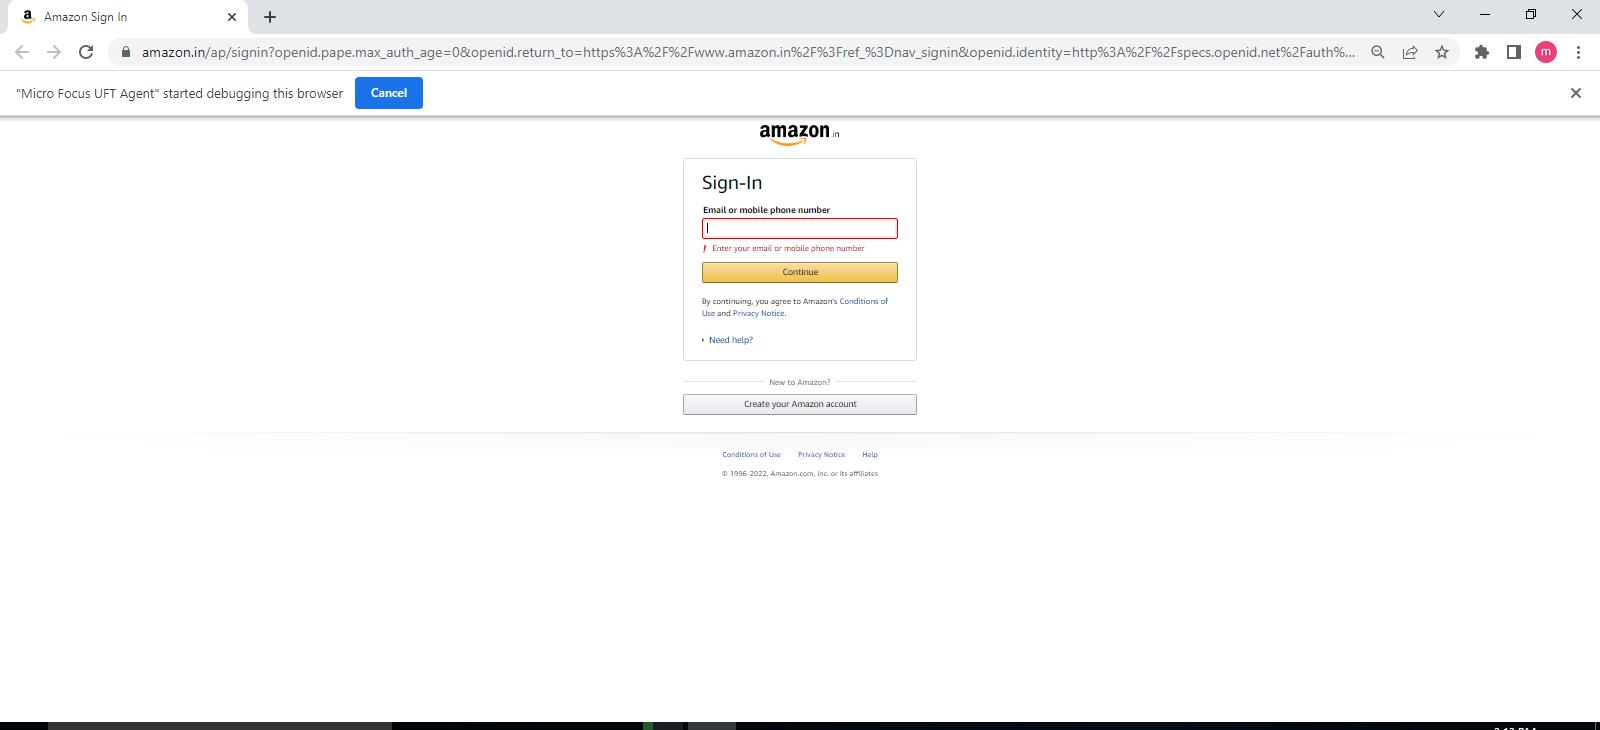 Amazon Sign In
amazon.in/ap/signin?openid.pape.max_auth_age=0&openid.return_to=https%3A%2F%2Fwww.amazon.in%2F%3Fref_%3Dnav_signin&openid.identity=http%3A%2F%2Fspecs.openid.net%2Fauth%...
m
"Micro Focus UFT Agent" started debugging this browser
Cancel
amazon.in
Sign-In
Email or mobile phone number
! Enter your email or mobile phone number
Continue
By continuing, you agree to Amazon's Conditions of
Use and Privacy Notice.
Need help?
New to Amazon?
Create your Amazon account
Conditions of Use Privacy Notice Help
© 1996-2022, Amazon.com, Inc. or its affiliates